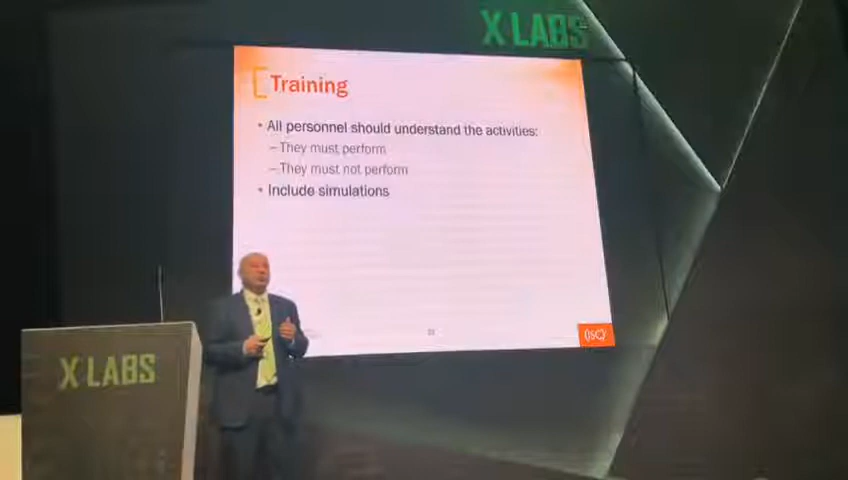 X LABS
Training
• All personnel should understand the activities:
– They must perform
– They must not perform
• Include simulations
(ISC)²
X LABS